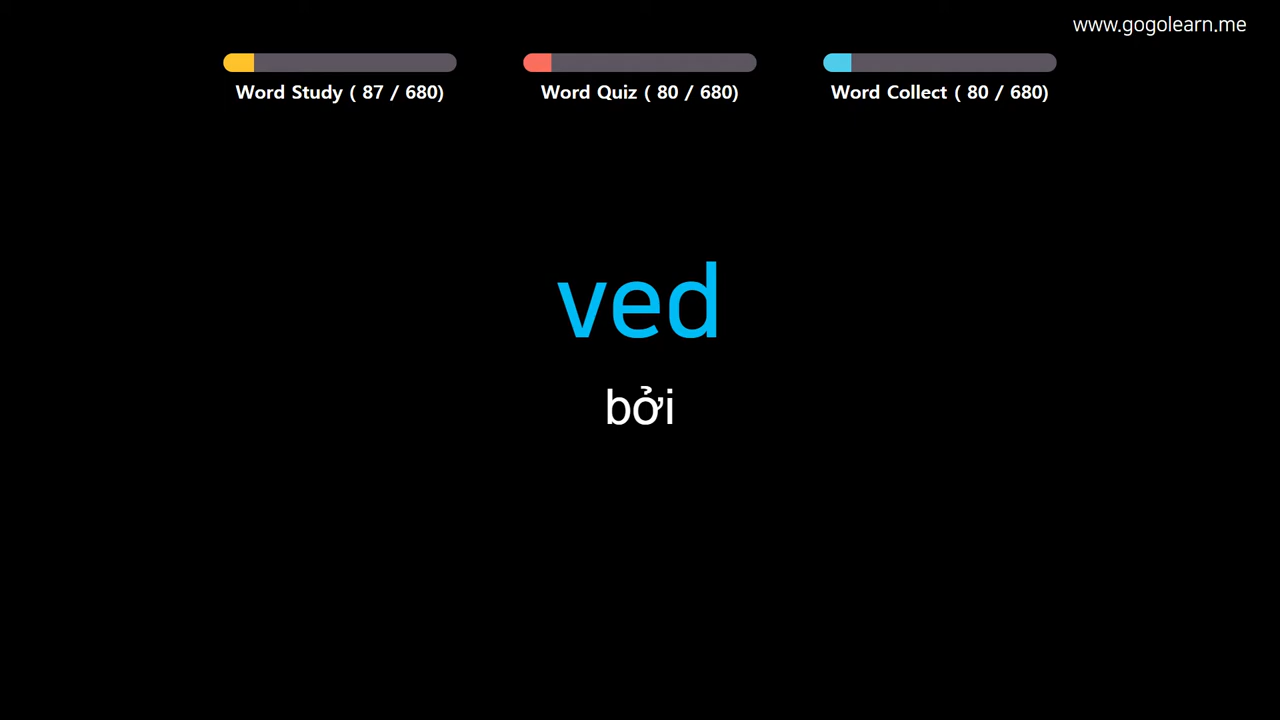 www.gogolearn.me
Word Study ( 87 / 680)
Word Quiz ( 80 / 680)
Word Collect ( 80 / 680)
ved
bởi